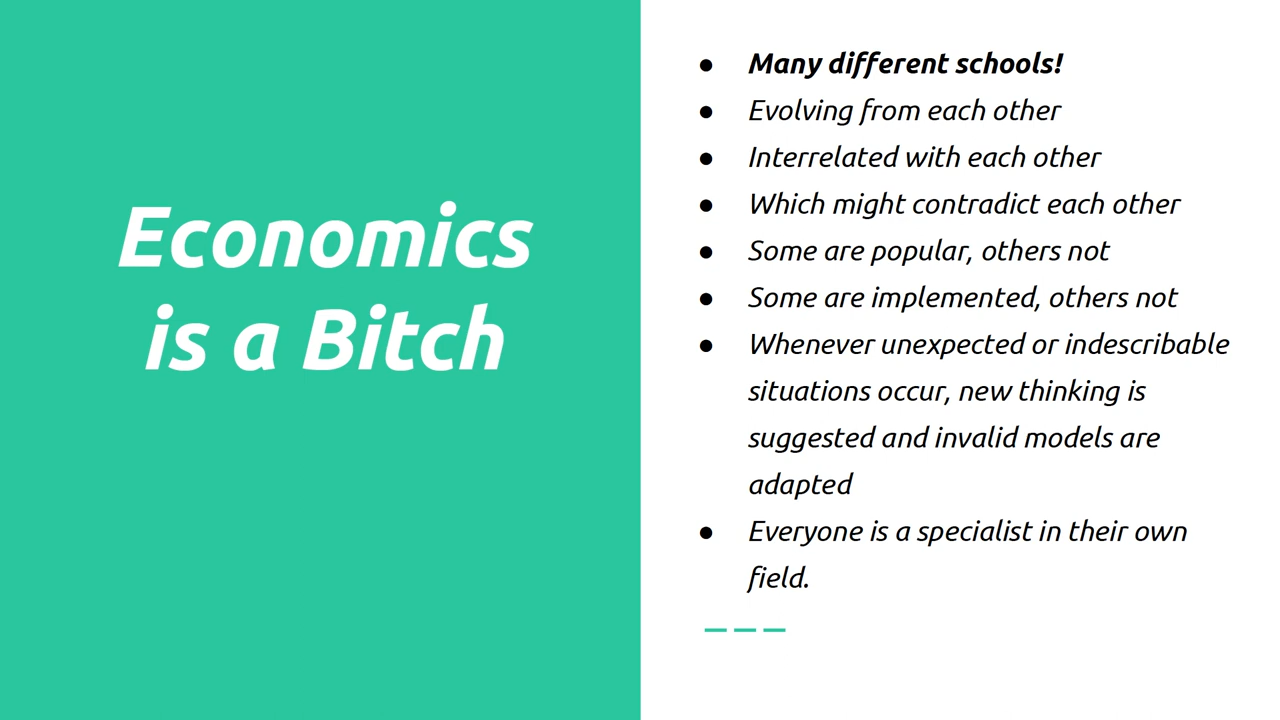 Economics
is a Bitch
● Many different schools!
● Evolving from each other
● Interrelated with each other
● Which might contradict each other
● Some are popular, others not
● Some are implemented, others not
● Whenever unexpected or indescribable
situations occur, new thinking is
suggested and invalid models are
adapted
● Everyone is a specialist in their own
field.